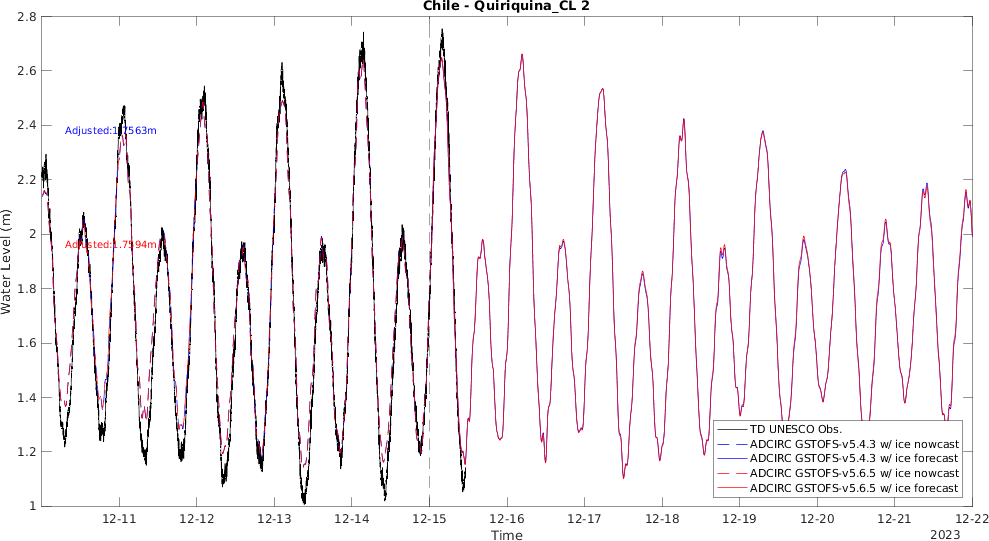 Chile - Quiriquina_CL 2
Water Level (m)
2.8
2.6
2.4
2.2
2
1.8
1.6
1.4
1.2
1
Adjusted:1.7563m
Adjusted:1.7594m
TD UNESCO Obs.
ADCIRC GSTOFS-v5.4.3 w/ ice nowcast
ADCIRC GSTOFS-v5.4.3 w/ ice forecast
ADCIRC GSTOFS-v5.6.5 w/ ice nowcast
ADCIRC GSTOFS-v5.6.5 w/ ice forecast
12-11 12-12 12-13 12-14 12-15 12-16 12-17 12-18 12-19 12-20 12-21 12-22
Time
2023